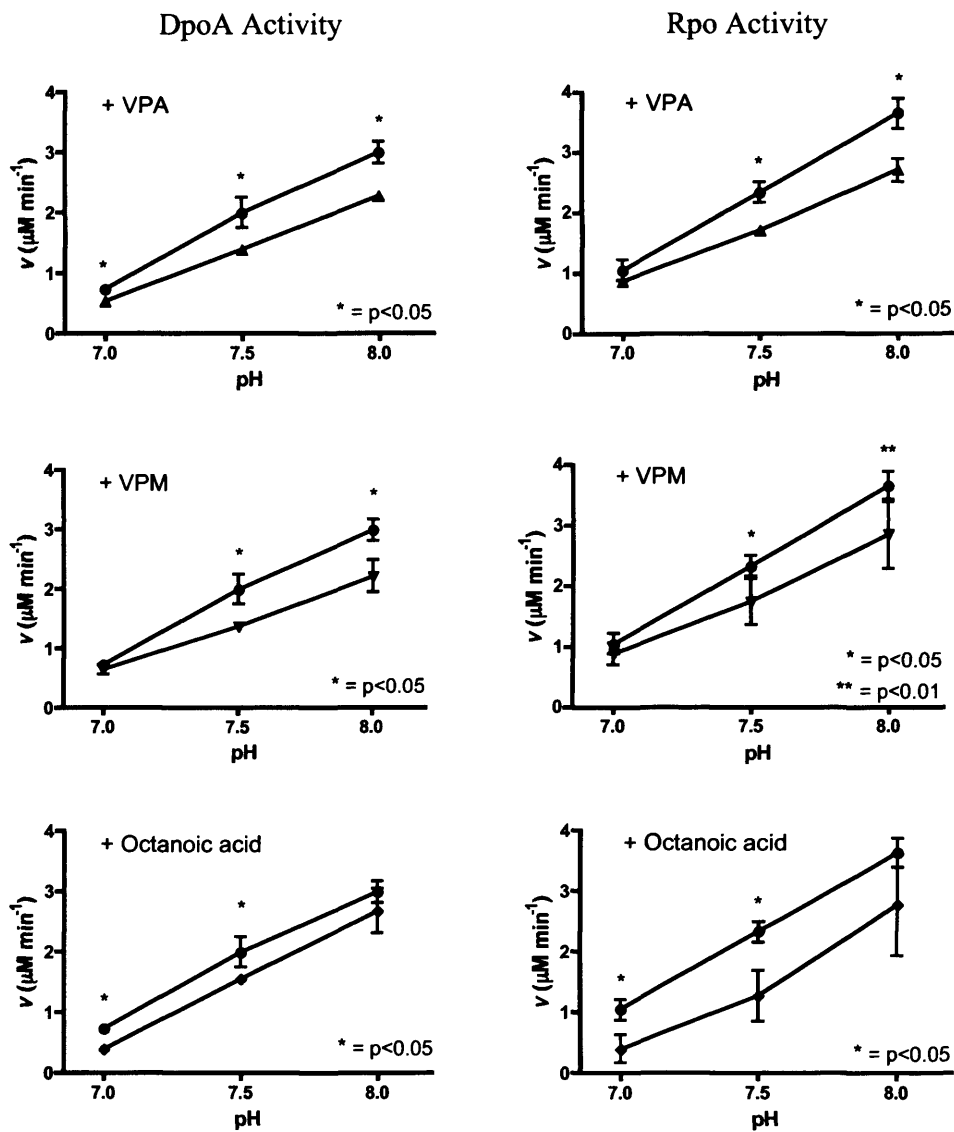 DpoA Activity
Rpo Activity
+ VPA
*
*
*
4
3
2
1
0
v (µM min⁻¹)
* = p<0.05
7.0 7.5 8.0
pH
+ VPA
*
*
4
3
2
1
0
v (µM min⁻¹)
* = p<0.05
7.0 7.5 8.0
pH
+ VPM
*
*
4
3
2
1
0
v (µM min⁻¹)
* = p<0.05
7.0 7.5 8.0
pH
+ VPM
*
**
4
3
2
1
0
v (µM min⁻¹)
* = p<0.05
** = p<0.01
7.0 7.5 8.0
pH
+ Octanoic acid
*
*
4
3
2
1
0
v (µM min⁻¹)
* = p<0.05
7.0 7.5 8.0
pH
+ Octanoic acid
*
*
4
3
2
1
0
v (µM min⁻¹)
* = p<0.05
7.0 7.5 8.0
pH